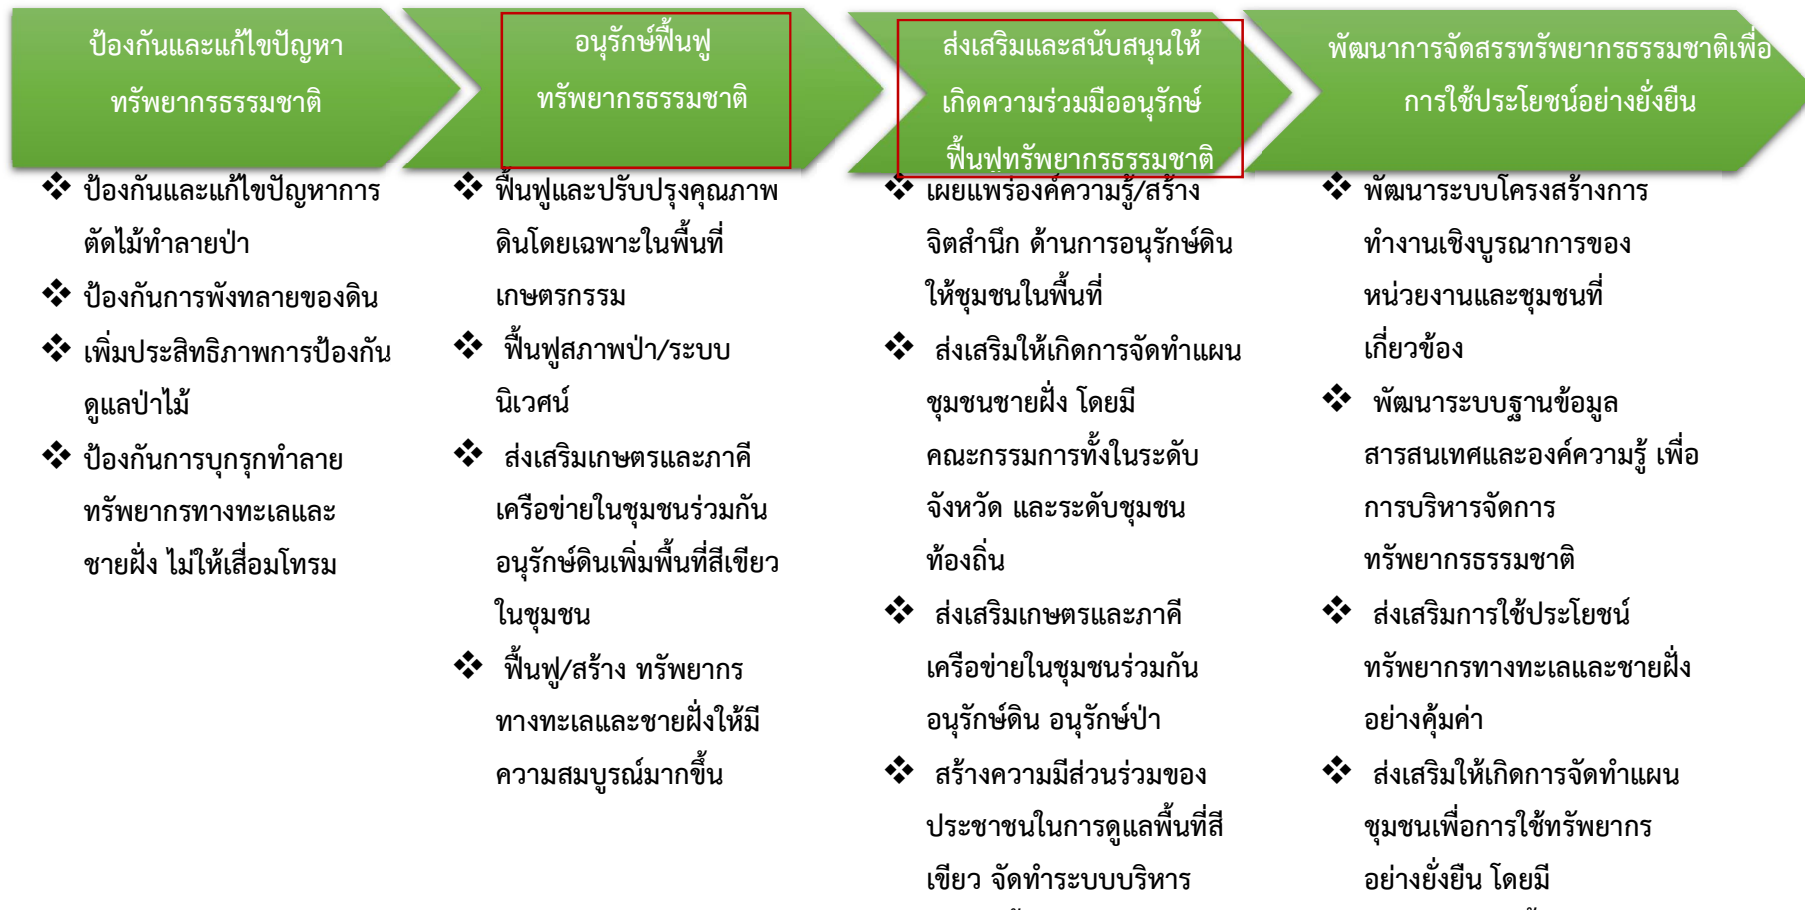 ป้องกันและแก้ไขปัญหา
ทรัพยากรธรรมชาติ
อนุรักษ์ฟื้นฟู
ทรัพยากรธรรมชาติ
ส่งเสริมและสนับสนุนให้
เกิดความร่วมมืออนุรักษ์
ฟื้นฟูทรัพยากรธรรมชาติ
พัฒนาการจัดสรรทรัพยากรธรรมชาติเพื่อ
การใช้ประโยชน์อย่างยั่งยืน
❖ ป้องกันและแก้ไขปัญหาการ
ตัดไม้ทำลายป่า
❖ ป้องกันการพังทลายของดิน
❖ เพิ่มประสิทธิภาพการป้องกัน
ดูแลป่าไม้
❖ ป้องกันการบุกรุกทำลาย
ทรัพยากรทางทะเลและ
ชายฝั่ง ไม่ให้เสื่อมโทรม
❖ ฟื้นฟูและปรับปรุงคุณภาพ
ดินโดยเฉพาะในพื้นที่
เกษตรกรรม
❖ ฟื้นฟูสภาพป่า/ระบบ
นิเวศน์
❖ ส่งเสริมเกษตรและภาคี
เครือข่ายในชุมชนร่วมกัน
อนุรักษ์ดินเพิ่มพื้นที่สีเขียว
ในชุมชน
❖ ฟื้นฟู/สร้าง ทรัพยากร
ทางทะเลและชายฝั่งให้มี
ความสมบูรณ์มากขึ้น
❖ เผยแพร่องค์ความรู้/สร้าง
จิตสำนึก ด้านการอนุรักษ์ดิน
ให้ชุมชนในพื้นที่
❖ ส่งเสริมให้เกิดการจัดทำแผน
ชุมชนชายฝั่ง โดยมี
คณะกรรมการทั้งในระดับ
จังหวัด และระดับชุมชน
ท้องถิ่น
❖ ส่งเสริมเกษตรและภาคี
เครือข่ายในชุมชนร่วมกัน
อนุรักษ์ดิน อนุรักษ์ป่า
❖ สร้างความมีส่วนร่วมของ
ประชาชนในการดูแลพื้นที่สี
เขียว จัดทำระบบบริหาร
❖ พัฒนาระบบโครงสร้างการ
ทำงานเชิงบูรณาการของ
หน่วยงานและชุมชนที่
เกี่ยวข้อง
❖ พัฒนาระบบฐานข้อมูล
สารสนเทศและองค์ความรู้ เพื่อ
การบริหารจัดการ
ทรัพยากรธรรมชาติ
❖ ส่งเสริมการใช้ประโยชน์
ทรัพยากรทางทะเลและชายฝั่ง
อย่างคุ้มค่า
❖ ส่งเสริมให้เกิดการจัดทำแผน
ชุมชนเพื่อการใช้ทรัพยากร
อย่างยั่งยืน โดยมี